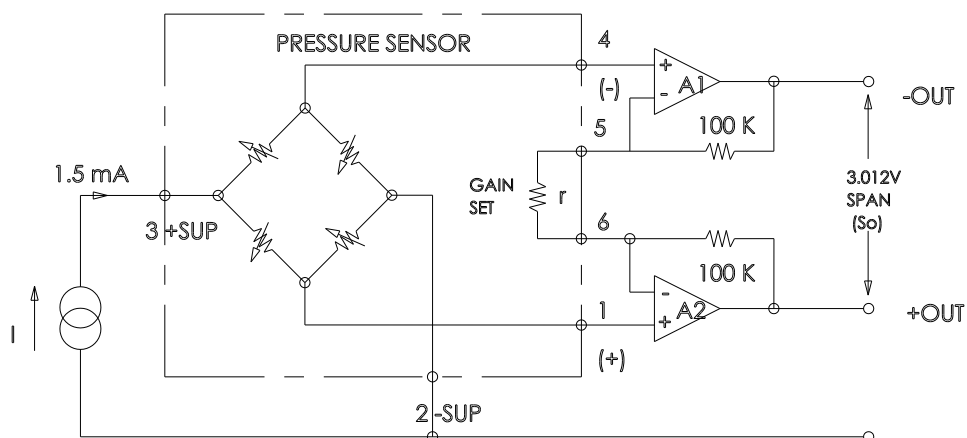 PRESSURE SENSOR
4
(-)
+
-
A1
-OUT
5
100 K
1.5 mA
GAIN
SET
r
3.012V
SPAN
(So)
3 +SUP
6
100 K
-
+
A2
1
(+)
+OUT
I
2 -SUP